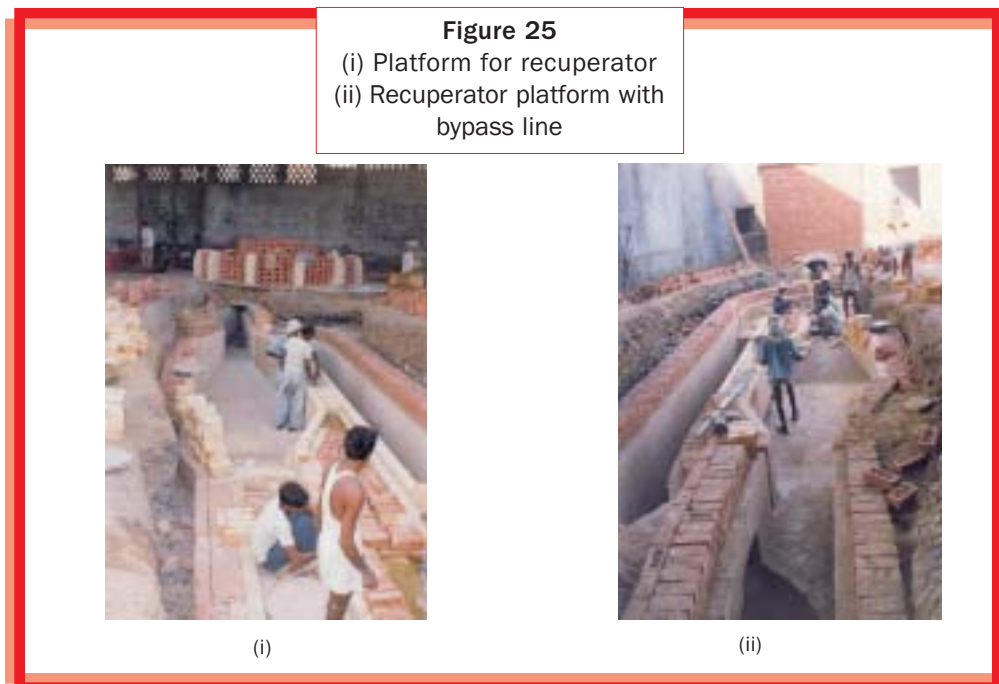 Figure 25
(i) Platform for recuperator
(ii) Recuperator platform with
bypass line
(i)
(ii)